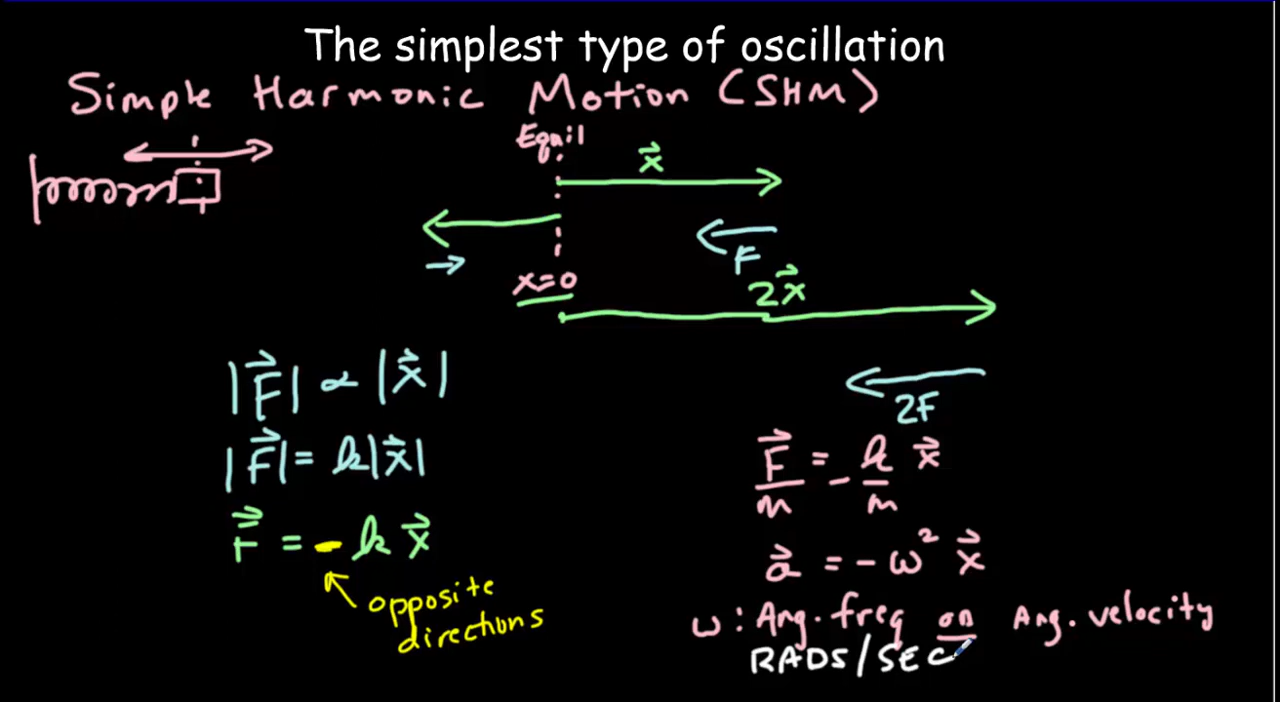 The simplest type of oscillation
Simple Harmonic Motion (SHM)
Equil
x⃗
F
x=0
2x⃗
2F
|F⃗| ∝ |x⃗|
|F⃗| = k|x⃗|
F⃗ = - k x⃗
opposite
directions
F⃗/m = - k/m x⃗
a⃗ = - ω² x⃗
ω : Ang. freq on Ang. velocity
RADS/SEC